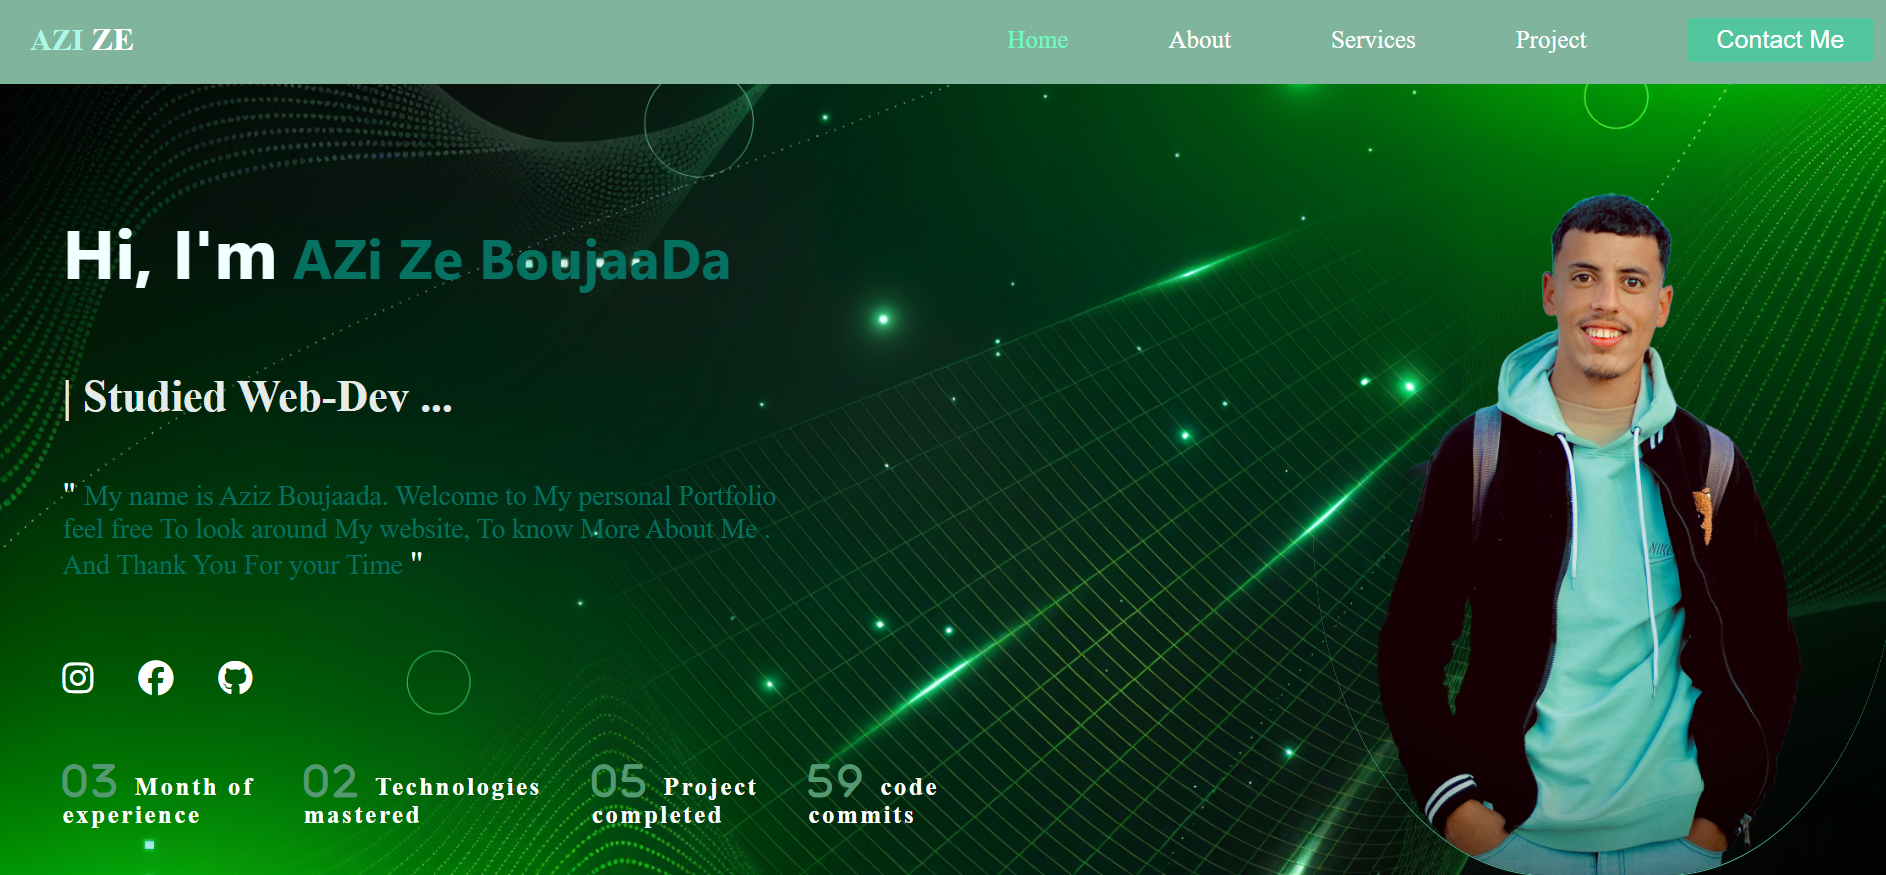 AZI ZE
Home About Services Project Contact Me
Hi, I'm AZi Ze BoujaaDa
| Studied Web-Dev ...
" My name is Aziz Boujaada. Welcome to My personal Portfolio
feel free To look around My website, To know More About Me .
And Thank You For your Time "
NIKE
03 Month of
experience
02 Technologies
mastered
05 Project
completed
59 code
commits